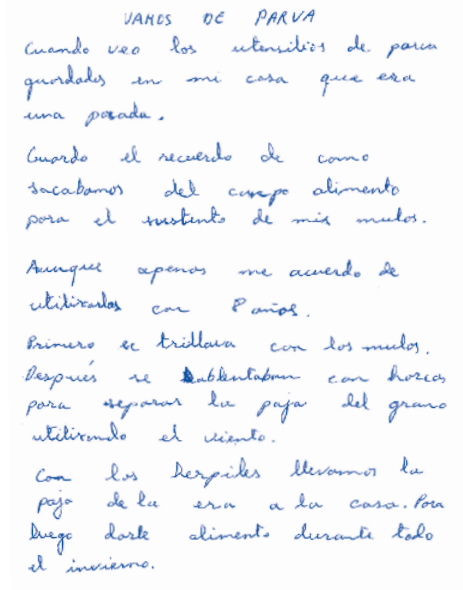 VAMOS DE PARVA
Cuando veo los utensilios de parva
guardados en mi casa que era
una posada.
Guardo el recuerdo de como
sacabamos del campo alimento
para el sustento de mis mulos.
Aunque apenas me acuerdo de
utilizarlos con 8 años.
Primero se trillava con los mulos.
Después se ablentaban con horcas
para separar la paja del grano
utilizando el viento.
Con los herpiles llevamos la
paja de la era a la casa. Para
luego darle alimento durante todo
el invierno.